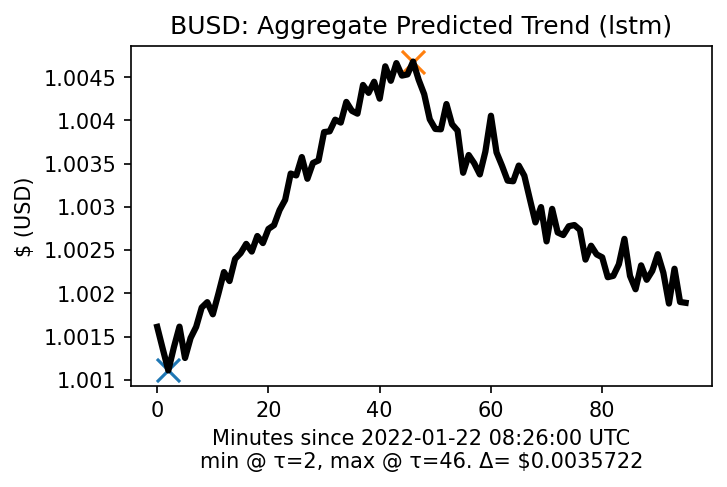 BUSD: Aggregate Predicted Trend (lstm)
$ (USD)
1.0045
1.004
1.0035
1.003
1.0025
1.002
1.0015
1.001
0 20 40 60 80
Minutes since 2022-01-22 08:26:00 UTC
min @ τ=2, max @ τ=46. Δ= $0.0035722